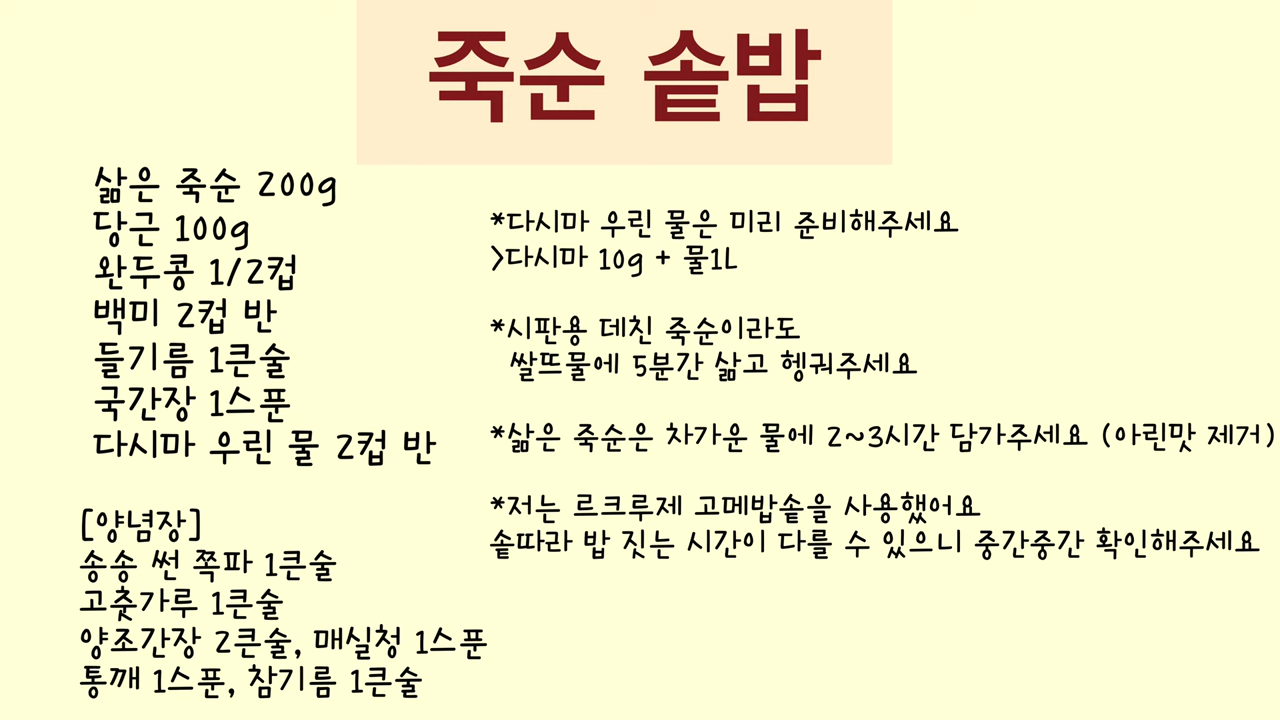 죽순 솥밥
삶은 죽순 200g
당근 100g
완두콩 1/2컵
백미 2컵 반
들기름 1큰술
국간장 1스푼
다시마 우린 물 2컵 반
[양념장]
송송 썬 쪽파 1큰술
고춧가루 1큰술
양조간장 2큰술, 매실청 1스푼
통깨 1스푼, 참기름 1큰술
*다시마 우린 물은 미리 준비해주세요
>다시마 10g + 물1L
*시판용 데친 죽순이라도
쌀뜨물에 5분간 삶고 헹궈주세요
*삶은 죽순은 차가운 물에 2~3시간 담가주세요 (아린맛 제거)
*저는 르크루제 고메밥솥을 사용했어요
솥따라 밥 짓는 시간이 다를 수 있으니 중간중간 확인해주세요